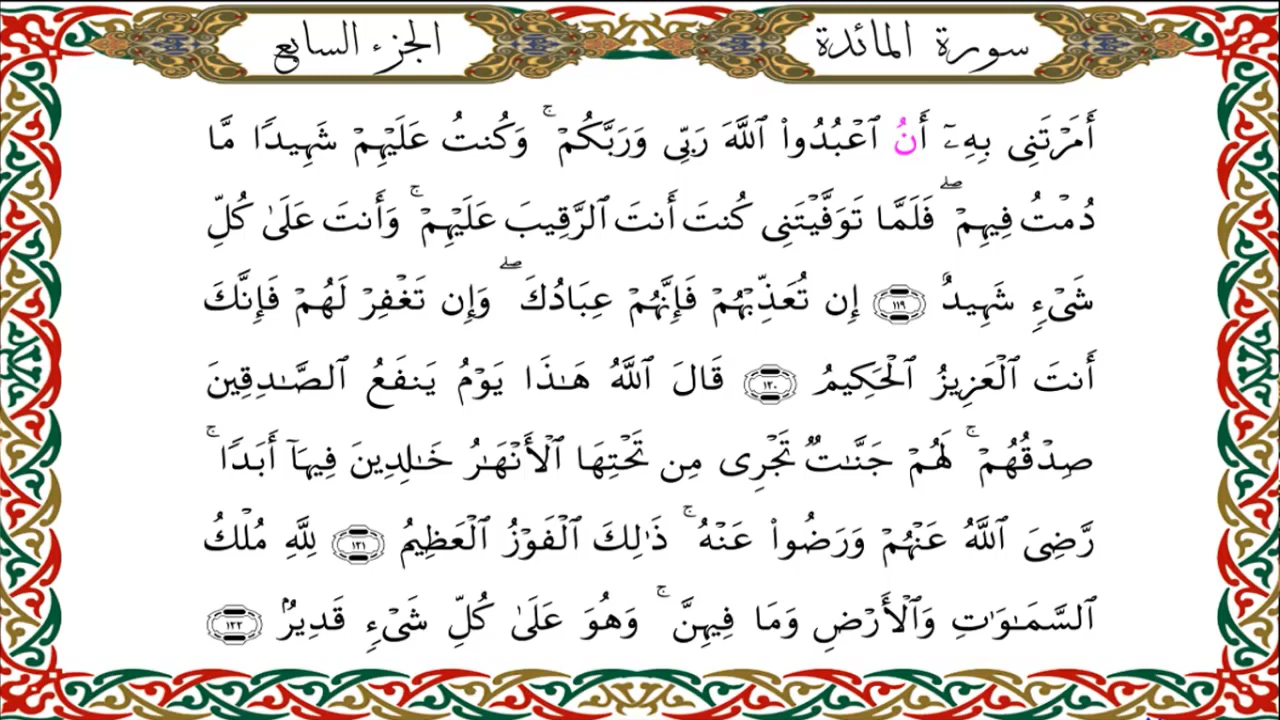 سورة المائدة
الجزء السابع
أَمَرْتَنِى بِهِۦٓ أَنُ ٱعْبُدُوا۟ ٱللَّهَ رَبِّى وَرَبَّكُمْ ۚ وَكُنتُ عَلَيْهِمْ شَهِيدًا مَّا
دُمْتُ فِيهِمْ ۖ فَلَمَّا تَوَفَّيْتَنِى كُنتَ أَنتَ ٱلرَّقِيبَ عَلَيْهِمْ ۚ وَأَنتَ عَلَىٰ كُلِّ
شَىْءٍ شَهِيدٌ ١١٩ إِن تُعَذِّبْهُمْ فَإِنَّهُمْ عِبَادُكَ ۖ وَإِن تَغْفِرْ لَهُمْ فَإِنَّكَ
أَنتَ ٱلْعَزِيزُ ٱلْحَكِيمُ ١٢٠ قَالَ ٱللَّهُ هَـٰذَا يَوْمُ يَنفَعُ ٱلصَّـٰدِقِينَ
صِدْقُهُمْ ۚ لَهُمْ جَنَّـٰتٌ تَجْرِى مِن تَحْتِهَا ٱلْأَنْهَـٰرُ خَـٰلِدِينَ فِيهَآ أَبَدًا ۚ
رَّضِىَ ٱللَّهُ عَنْهُمْ وَرَضُوا۟ عَنْهُ ۚ ذَٰلِكَ ٱلْفَوْزُ ٱلْعَظِيمُ ١٢١ لِلَّهِ مُلْكُ
ٱلسَّمَـٰوَٰتِ وَٱلْأَرْضِ وَمَا فِيهِنَّ ۚ وَهُوَ عَلَىٰ كُلِّ شَىْءٍ قَدِيرٌۢ ١٢٢